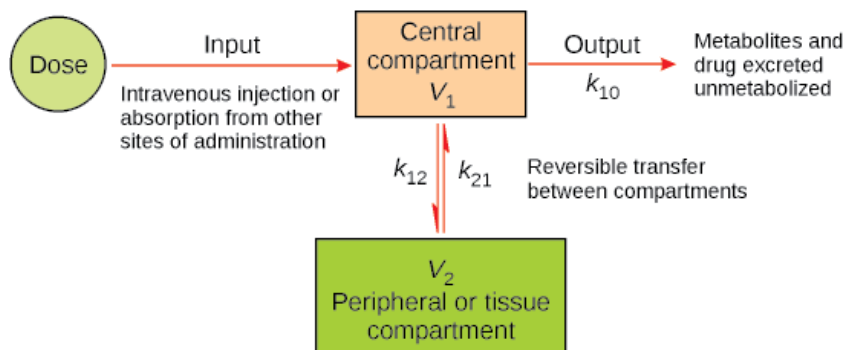 Dose
Input
Intravenous injection or
absorption from other
sites of administration
Central
compartment
V₁
Output
k₁₀
Metabolites and
drug excreted
unmetabolized
k₁₂
k₂₁
Reversible transfer
between compartments
V₂
Peripheral or tissue
compartment